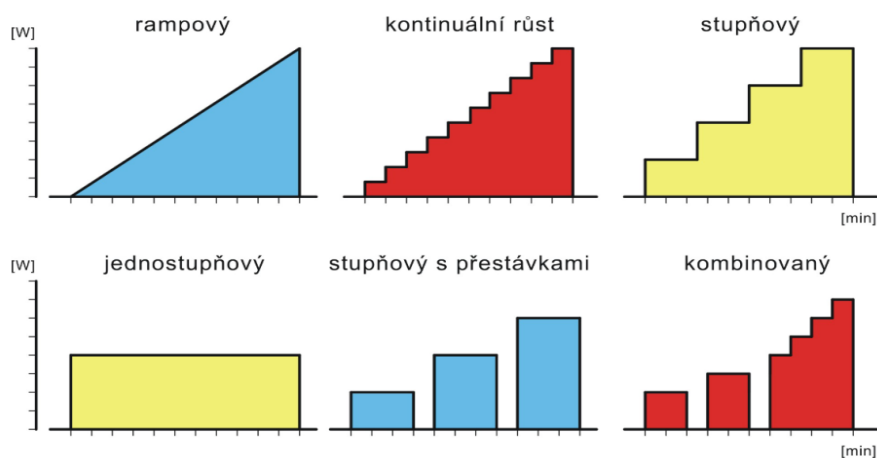 rampový
kontinuální růst
stupňový
[W]
[min]
jednostupňový
stupňový s přestávkami
kombinovaný
[W]
[min]